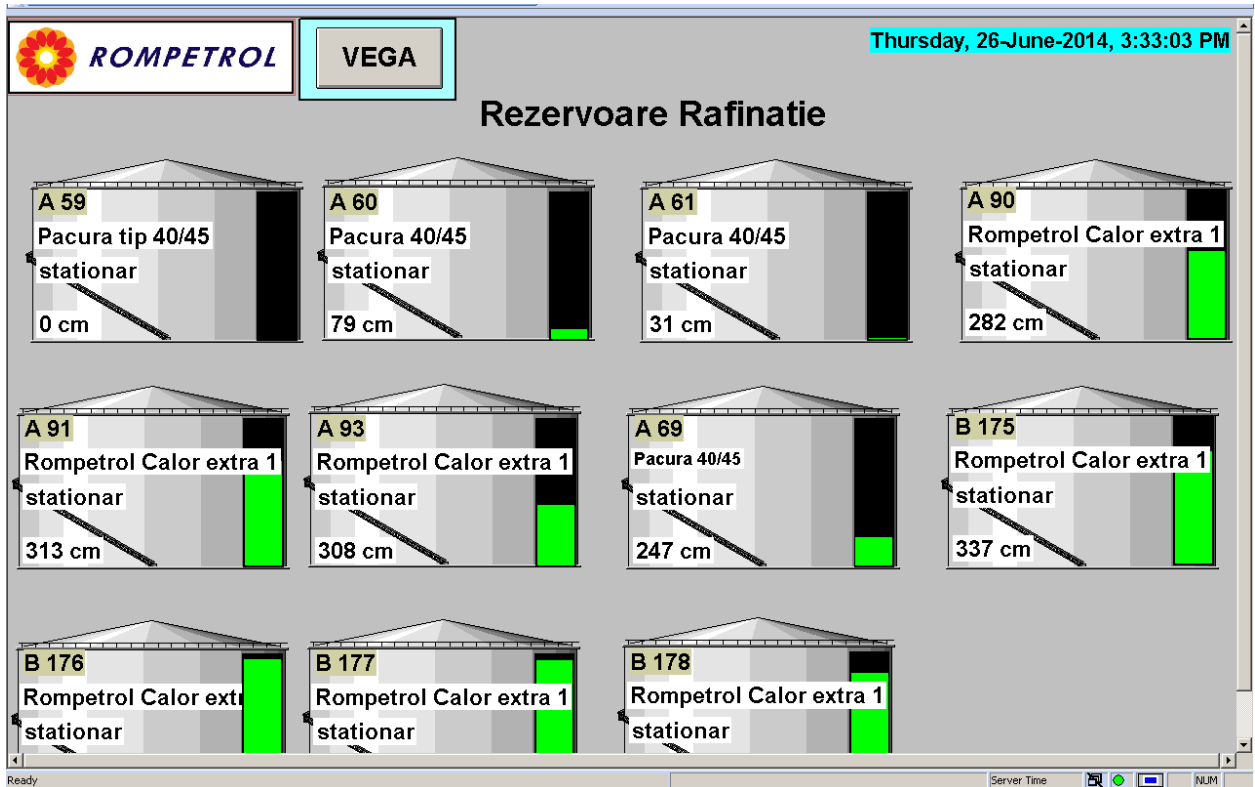 ROMPETROL
VEGA
Thursday, 26-June-2014, 3:33:03 PM
Rezervoare Rafinatie
A 59
Pacura tip 40/45
stationar
0 cm
A 60
Pacura 40/45
stationar
79 cm
A 61
Pacura 40/45
stationar
31 cm
A 90
Rompetrol Calor extra 1
stationar
282 cm
A 91
Rompetrol Calor extra 1
stationar
313 cm
A 93
Rompetrol Calor extra 1
stationar
308 cm
A 69
Pacura 40/45
stationar
247 cm
B 175
Rompetrol Calor extra 1
stationar
337 cm
B 176
Rompetrol Calor
stationar
B 177
Rompetrol Calor extra 1
stationar
B 178
Rompetrol Calor extra 1
stationar
Ready
Server Time
NUM